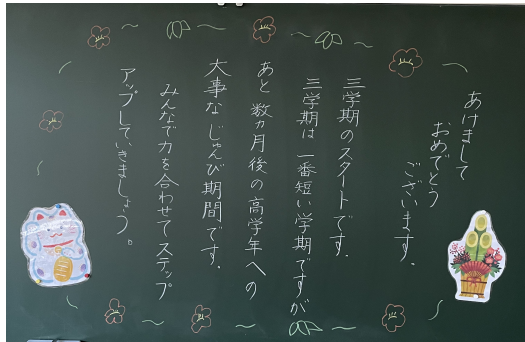 あけまして
おめでとう
ございます.
三学期のスタートです.
三学期は一番短い学期ですが
あと数ヵ月後の高学年への
大事なじゅんび期間です.
みんなで力を合わせてステップ
アップしていきましょう。